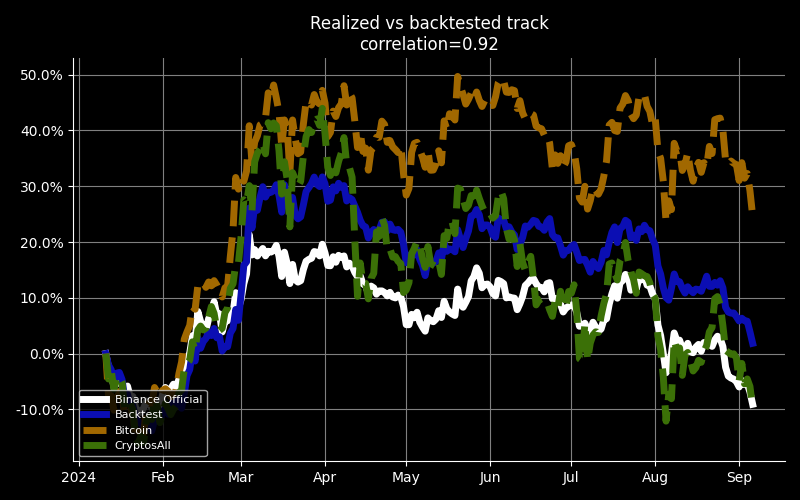 Realized vs backtested track
correlation=0.92
50.0%
40.0%
30.0%
20.0%
10.0%
0.0%
-10.0%
Binance Official
Backtest
Bitcoin
CryptosAll
2024 Feb Mar Apr May Jun Jul Aug Sep